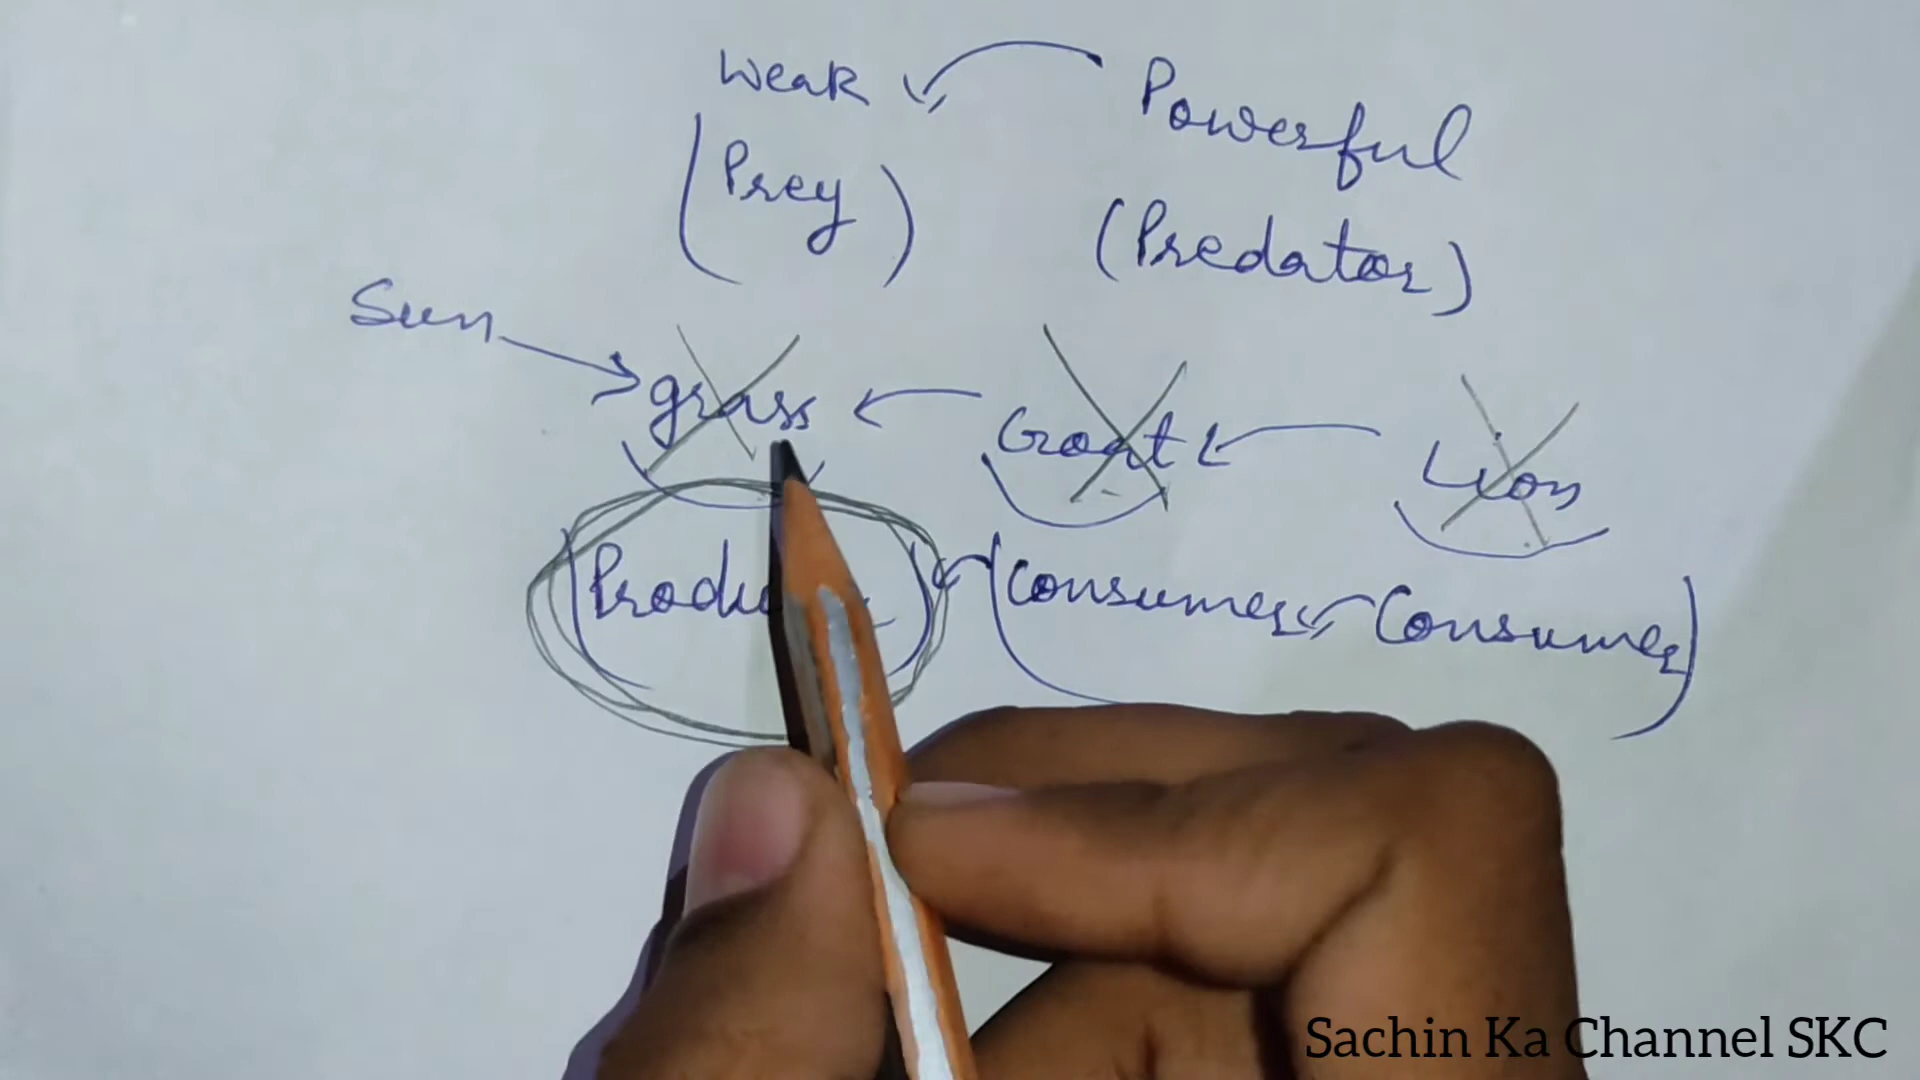 Weak Powerful
(Prey) (Predator)
Sun
grass Goat Lion
(Consumer Consumer)
Sachin Ka Channel SKC